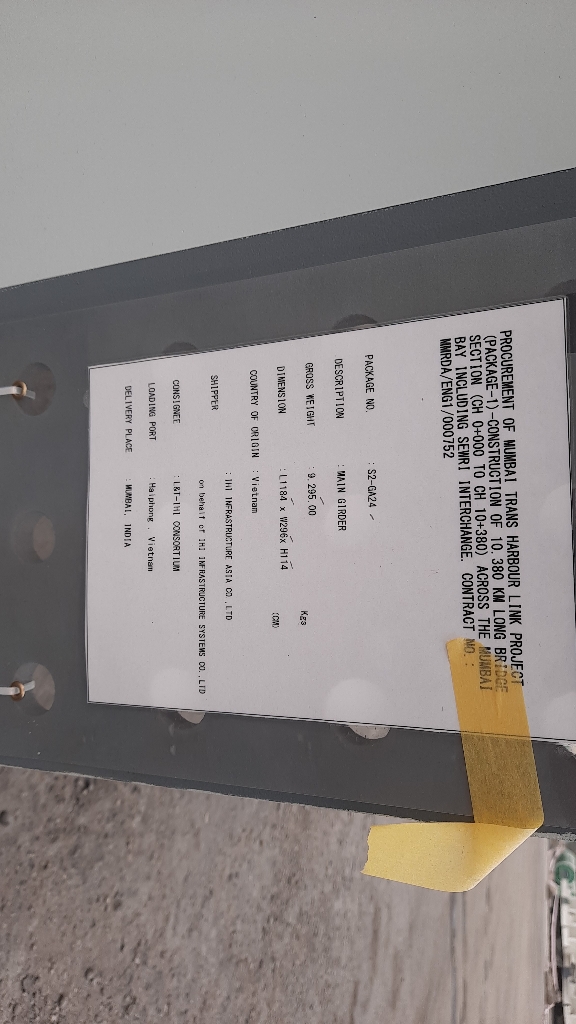 PROCUREMENT OF MUMBAI TRANS HARBOUR LINK PROJECT
(PACKAGE-1)-CONSTRUCTION OF 10.380 KM LONG BRIDGE
SECTION (CH 0+000 TO CH 10+380) ACROSS THE MUMBAI
BAY INCLUDING SEWRI INTERCHANGE. CONTRACT NO. :
MMRDA/ENG1/000752
PACKAGE NO. : S2-GA24
DESCRIPTION : MAIN GIRDER
GROSS WEIGHT : 9,295.00 Kgs
DIMENSION : L1184 x W296x H114 (CM)
COUNTRY OF ORIGIN : Vietnam
SHIPPER : IHI INFRASTRUCTURE ASIA CO.,LTD
on behalf of IHI INFRASTRUCTURE SYSTEMS CO.,LTD
CONSIGNEE : L&T-IHI CONSORTIUM
LOADING PORT : Haiphong, Vietnam
DELIVERY PLACE : MUMBAI, INDIA